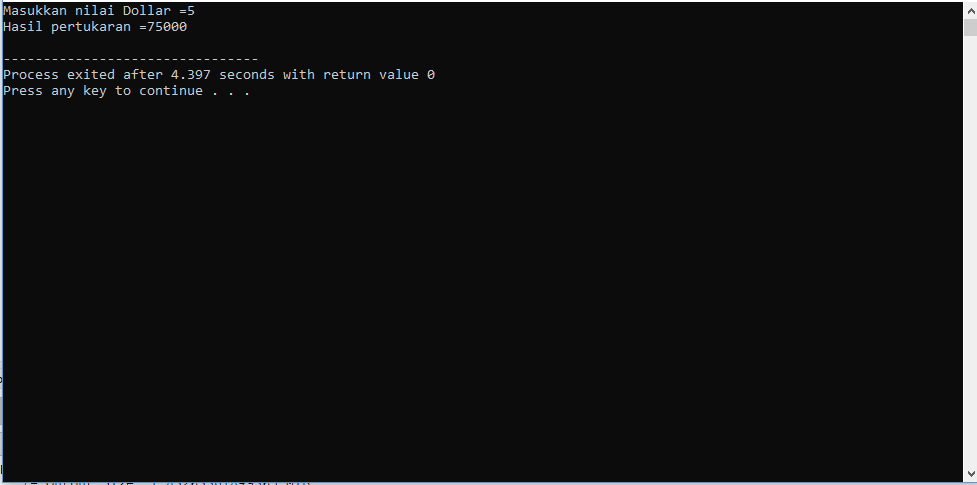 Masukkan nilai Dollar =5
Hasil pertukaran =75000
--------------------------------
Process exited after 4.397 seconds with return value 0
Press any key to continue . . .